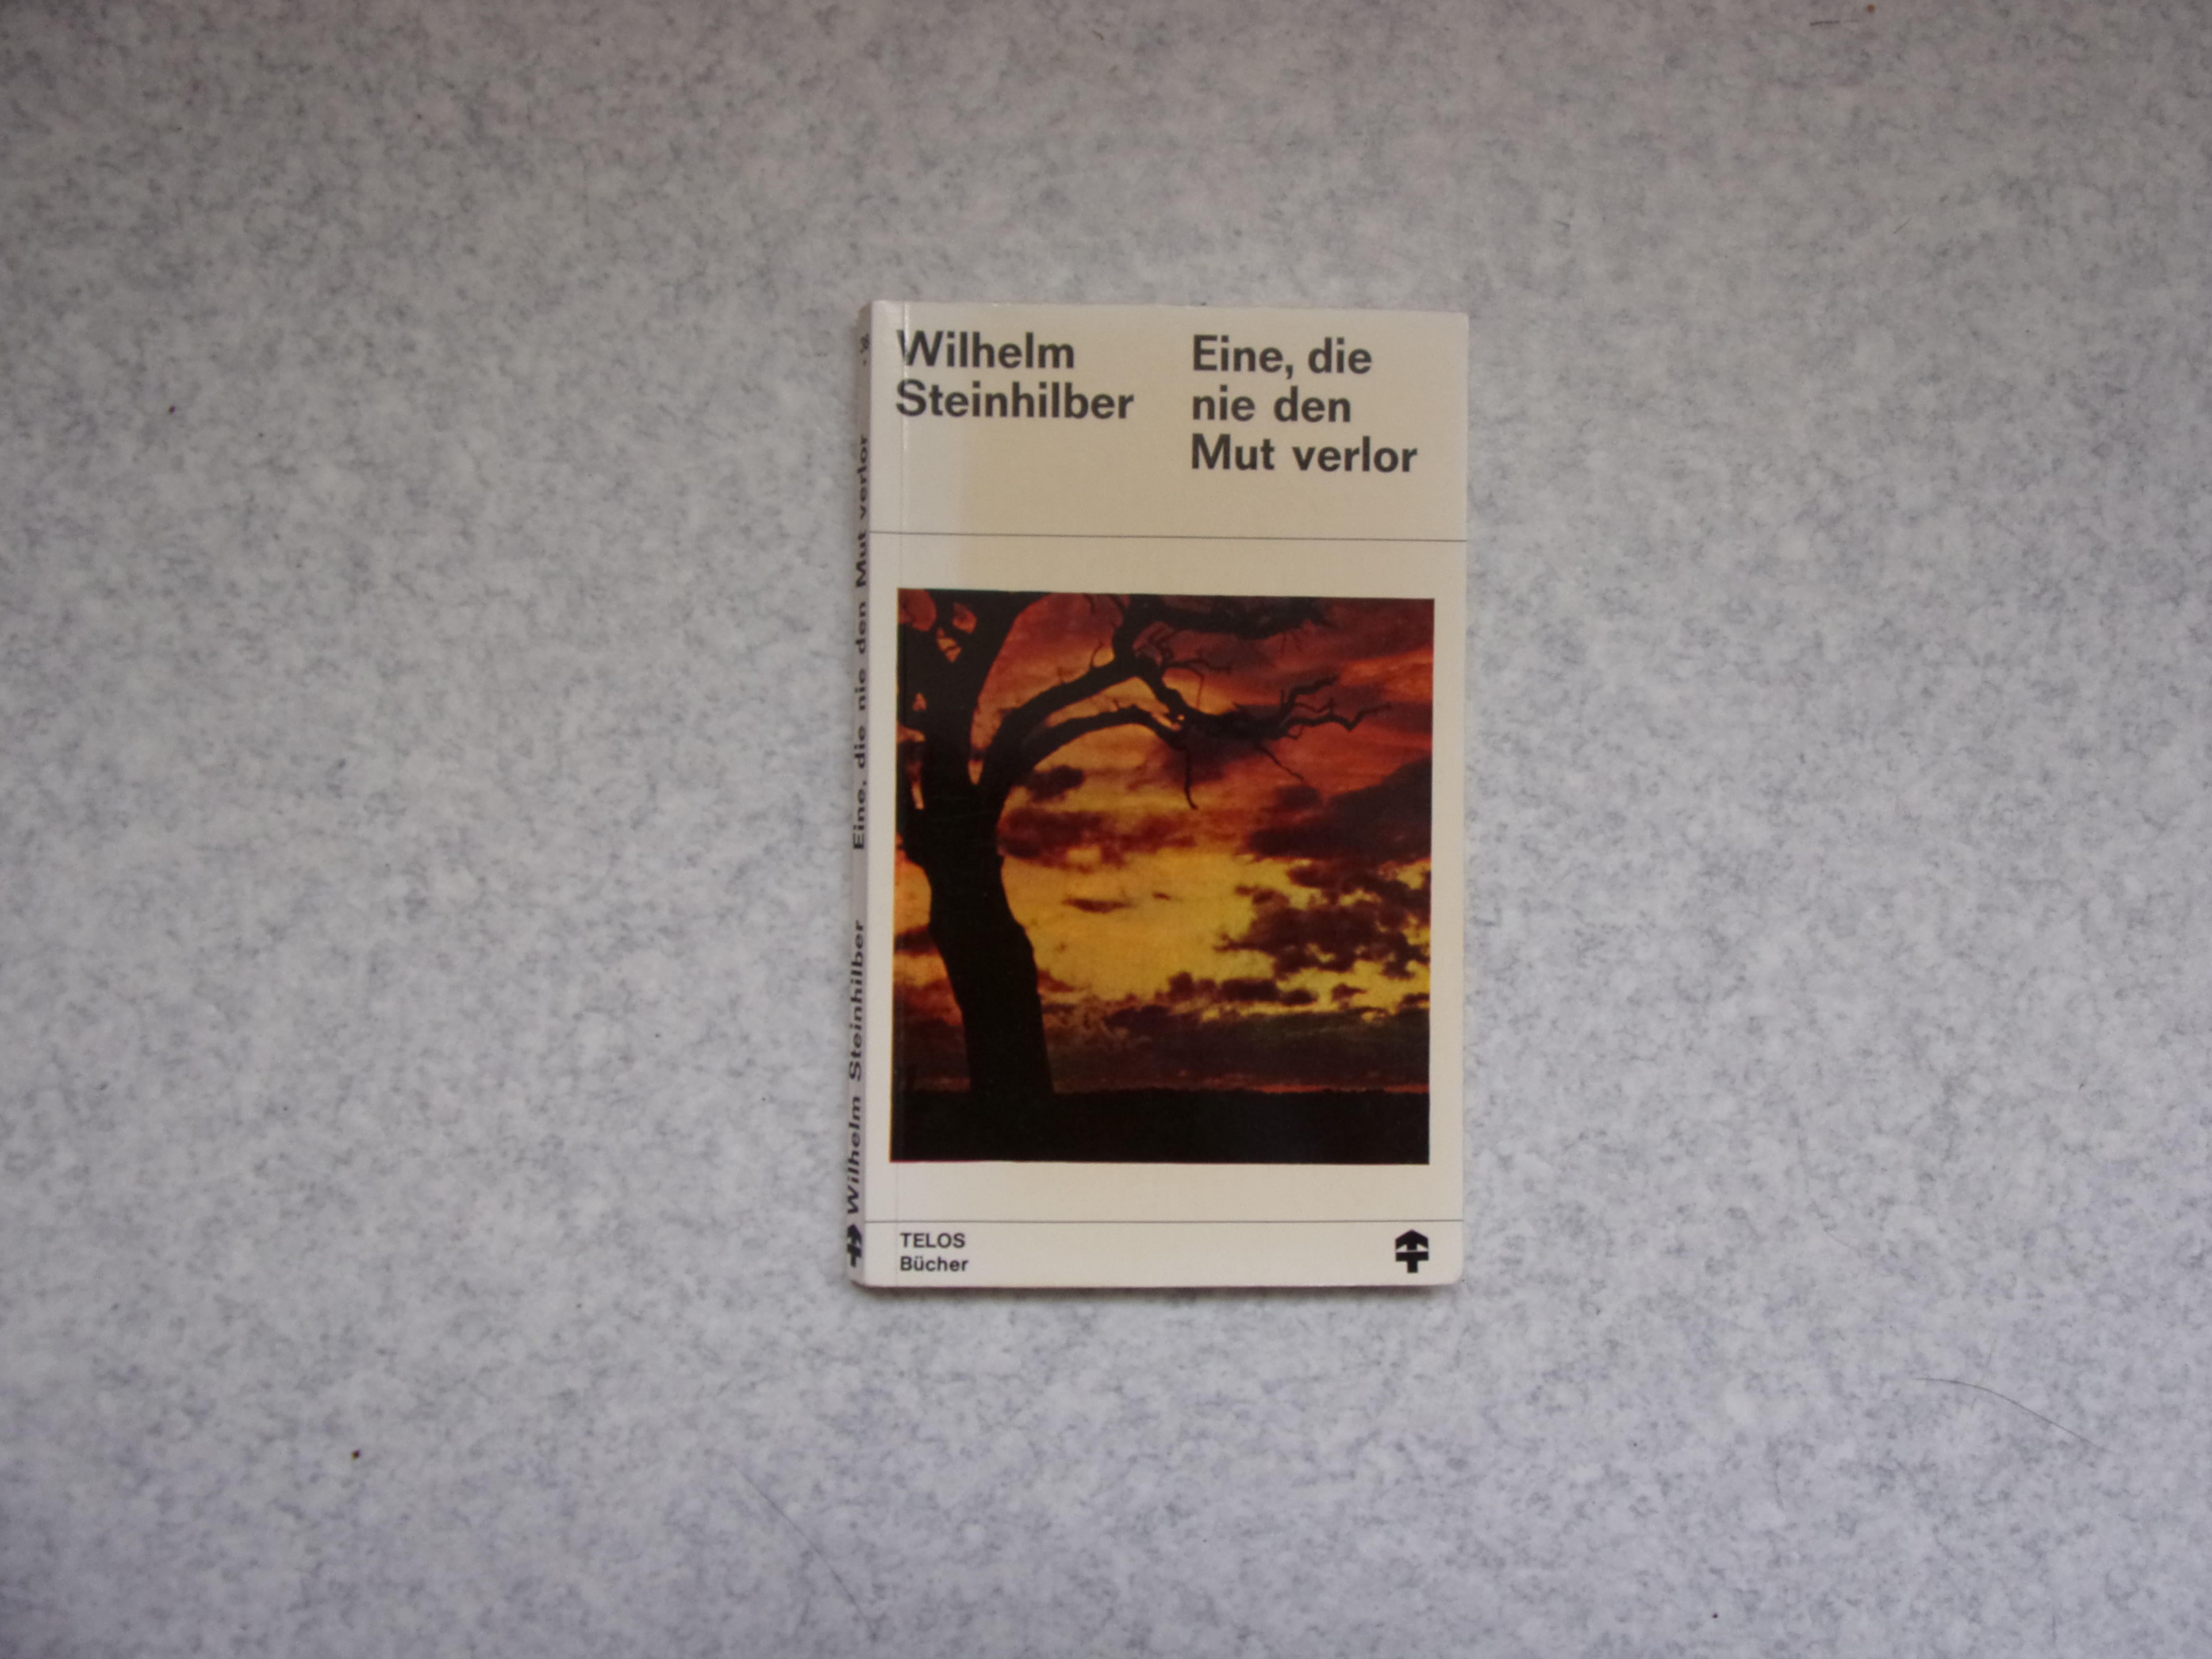 Wilhelm
Steinhilber
Eine, die
nie den
Mut verlor
TELOS
Bücher
Wilhelm Steinhilber Eine, die nie den Mut verlor